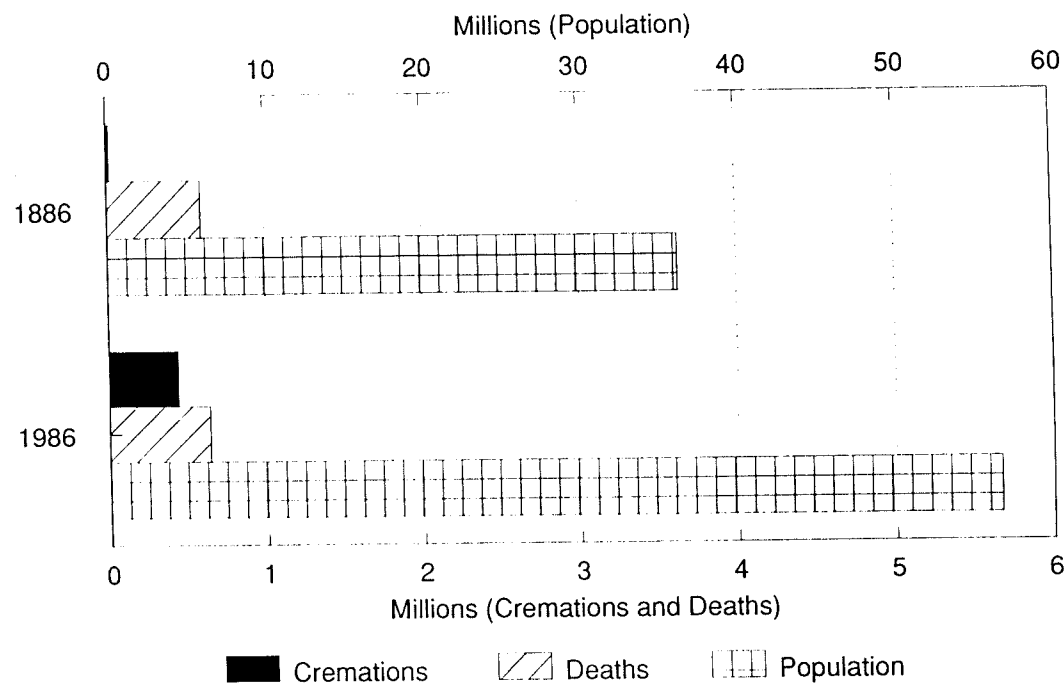 Millions (Population)
0 10 20 30 40 50 60
1886
1986
0 1 2 3 4 5 6
Millions (Cremations and Deaths)
Cremations Deaths Population